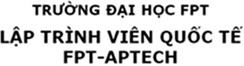 TRƯỜNG ĐẠI HỌC FPT
LẬP TRÌNH VIÊN QUỐC TẾ
FPT-APTECH